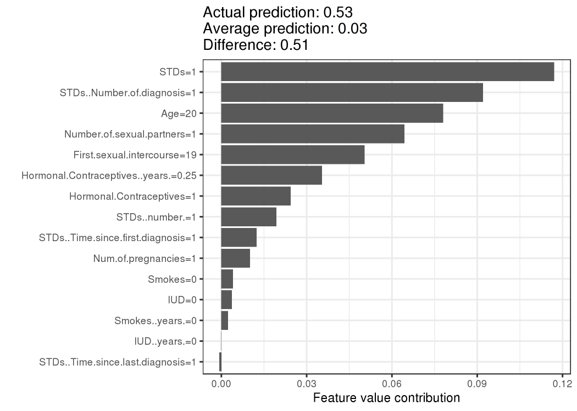 Actual prediction: 0.53
Average prediction: 0.03
Difference: 0.51
STDs=1
STDs..Number.of.diagnosis=1
Age=20
Number.of.sexual.partners=1
First.sexual.intercourse=19
Hormonal.Contraceptives..years.=0.25
Hormonal.Contraceptives=1
STDs..number.=1
STDs..Time.since.first.diagnosis=1
Num.of.pregnancies=1
Smokes=0
IUD=0
Smokes..years.=0
IUD..years.=0
STDs..Time.since.last.diagnosis=1
0.00 0.03 0.06 0.09 0.12
Feature value contribution